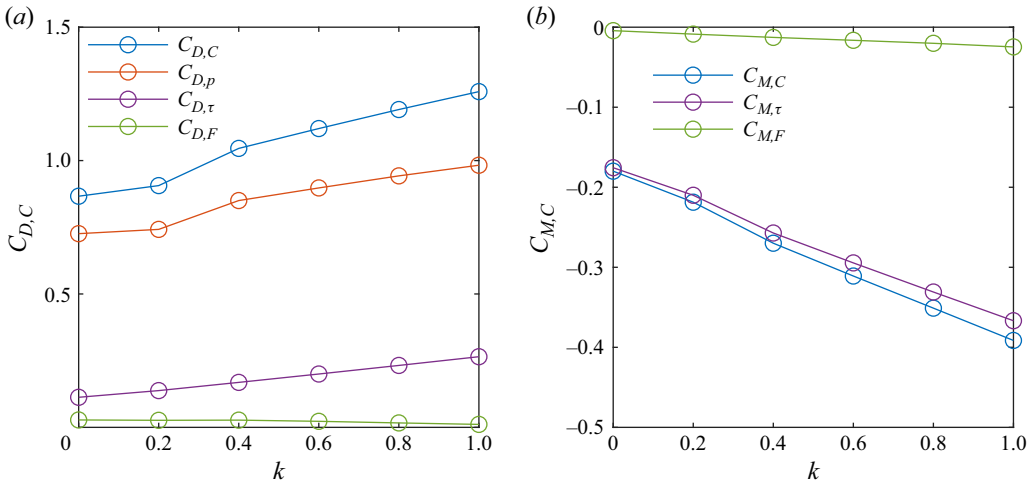 (a)
1.5
1.0
0.5
0
0.2
0.4
0.6
0.8
1.0
C_{D,C}
k
C_{D,C}
C_{D,p}
C_{D,τ}
C_{D,F}
(b)
0
–0.1
–0.2
–0.3
–0.4
–0.5
0
0.2
0.4
0.6
0.8
1.0
C_{M,C}
k
C_{M,C}
C_{M,τ}
C_{M,F}